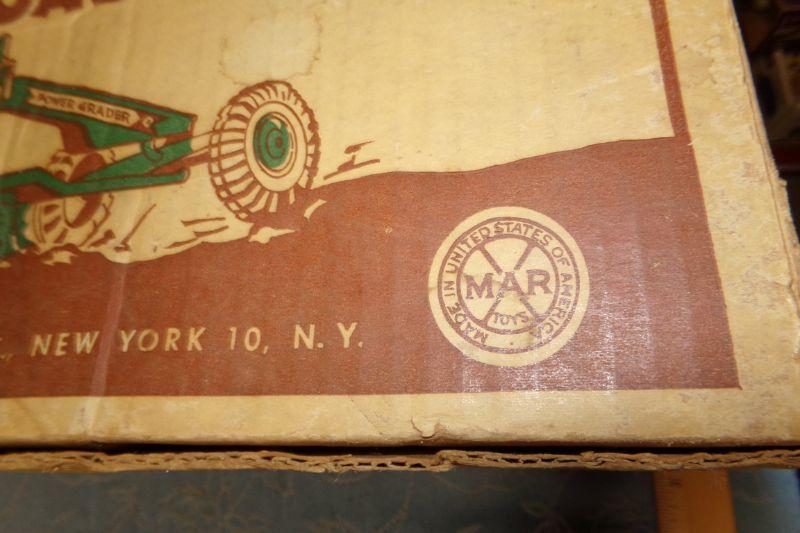 POWER GRADER
MADE IN UNITED STATES OF AMERICA
MAR
TOYS
NEW YORK 10, N.Y.